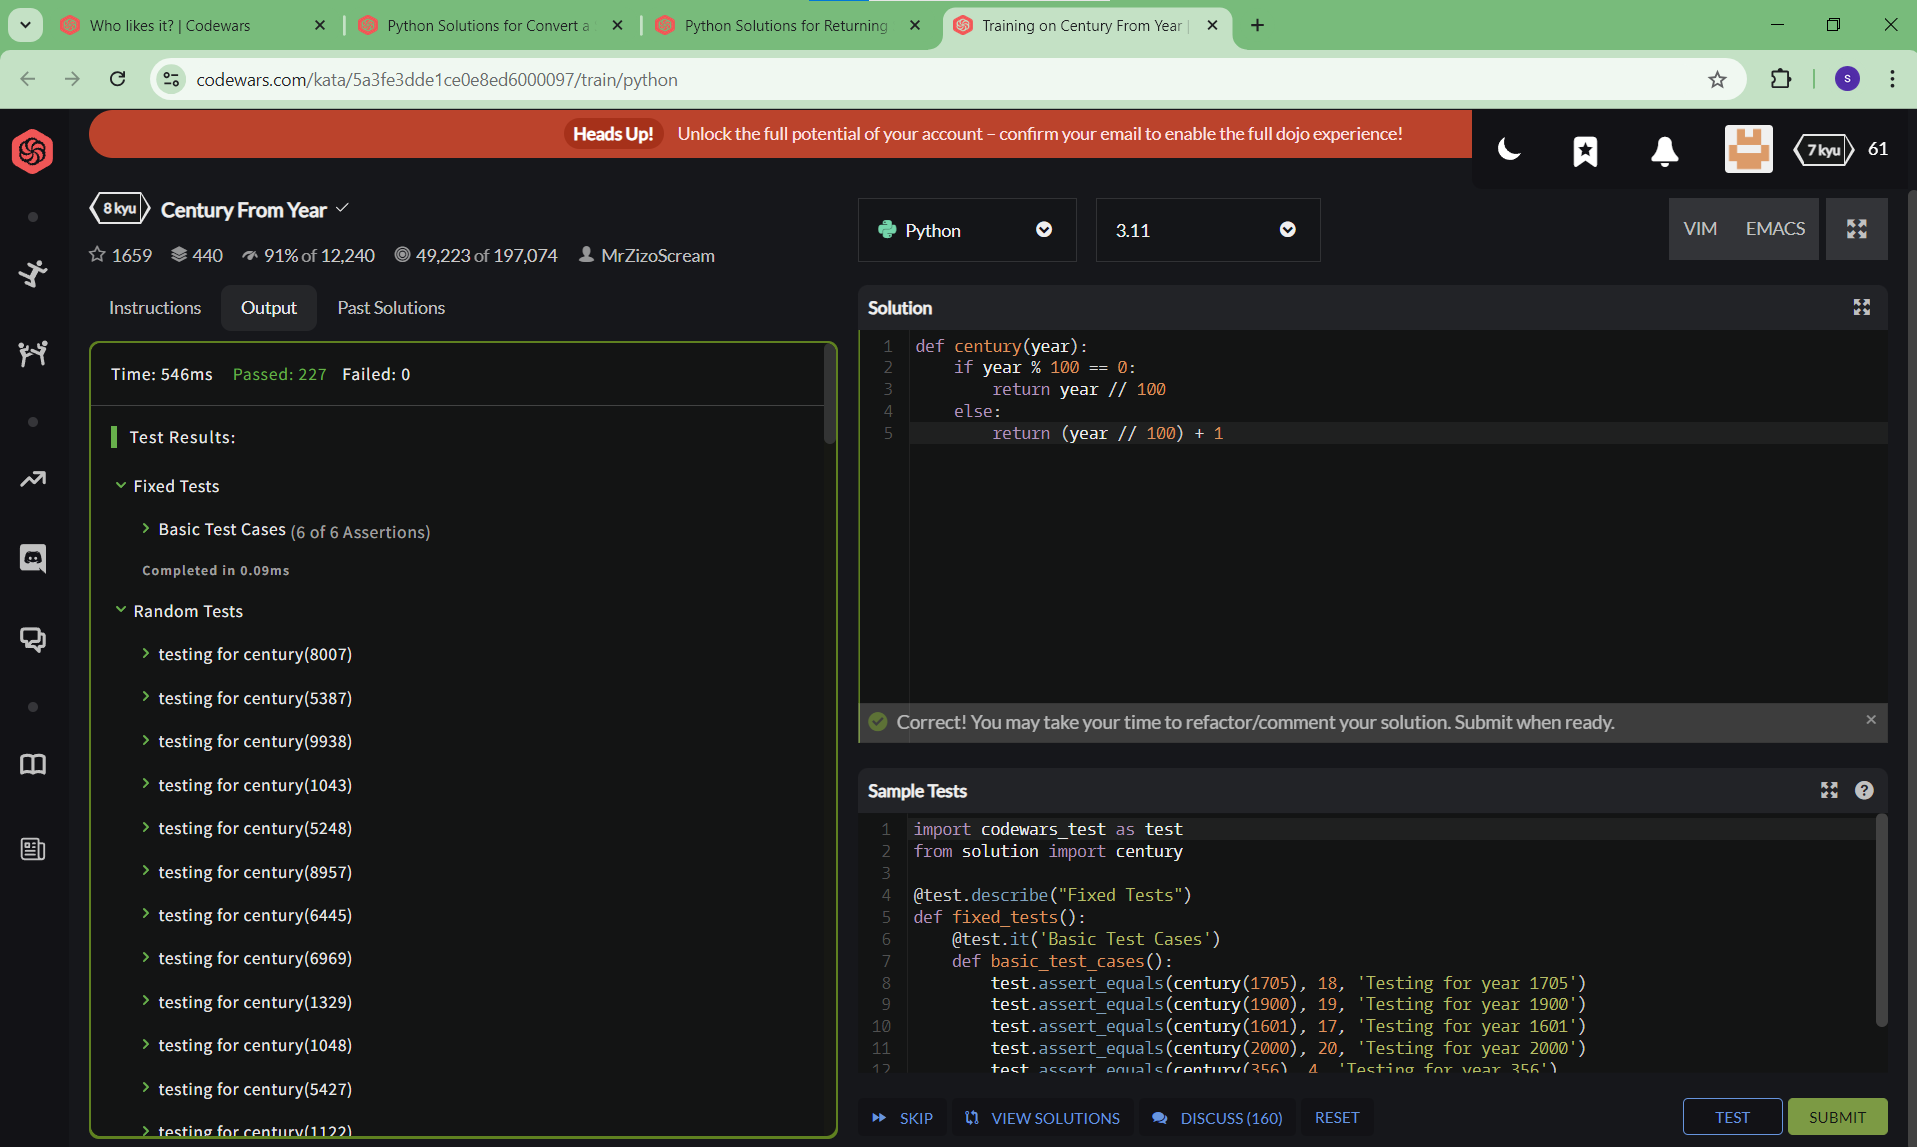 Who likes it? | Codewars
Python Solutions for Convert a
Python Solutions for Returning
Training on Century From Year |
codewars.com/kata/5a3fe3dde1ce0e8ed6000097/train/python
S
Heads Up! Unlock the full potential of your account – confirm your email to enable the full dojo experience!
7 kyu 61
8 kyu Century From Year
1659 440 91% of 12,240 49,223 of 197,074 MrZizoScream
Python
3.11
VIM EMACS
Instructions Output Past Solutions
Time: 546ms Passed: 227 Failed: 0
Test Results:
Fixed Tests
Basic Test Cases (6 of 6 Assertions)
Completed in 0.09ms
Random Tests
testing for century(8007)
testing for century(5387)
testing for century(9938)
testing for century(1043)
testing for century(5248)
testing for century(8957)
testing for century(6445)
testing for century(6969)
testing for century(1329)
testing for century(1048)
testing for century(5427)
testing for century(1122)
Solution
1 def century(year):
2     if year % 100 == 0:
3         return year // 100
4     else:
5         return (year // 100) + 1
Correct! You may take your time to refactor/comment your solution. Submit when ready.
Sample Tests
1 import codewars_test as test
2 from solution import century
3
4 @test.describe("Fixed Tests")
5 def fixed_tests():
6     @test.it('Basic Test Cases')
7     def basic_test_cases():
8         test.assert_equals(century(1705), 18, 'Testing for year 1705')
9         test.assert_equals(century(1900), 19, 'Testing for year 1900')
10         test.assert_equals(century(1601), 17, 'Testing for year 1601')
11         test.assert_equals(century(2000), 20, 'Testing for year 2000')
12         test.assert_equals(century(356), 4, 'Testing for year 356')
SKIP VIEW SOLUTIONS DISCUSS (160) RESET
TEST SUBMIT